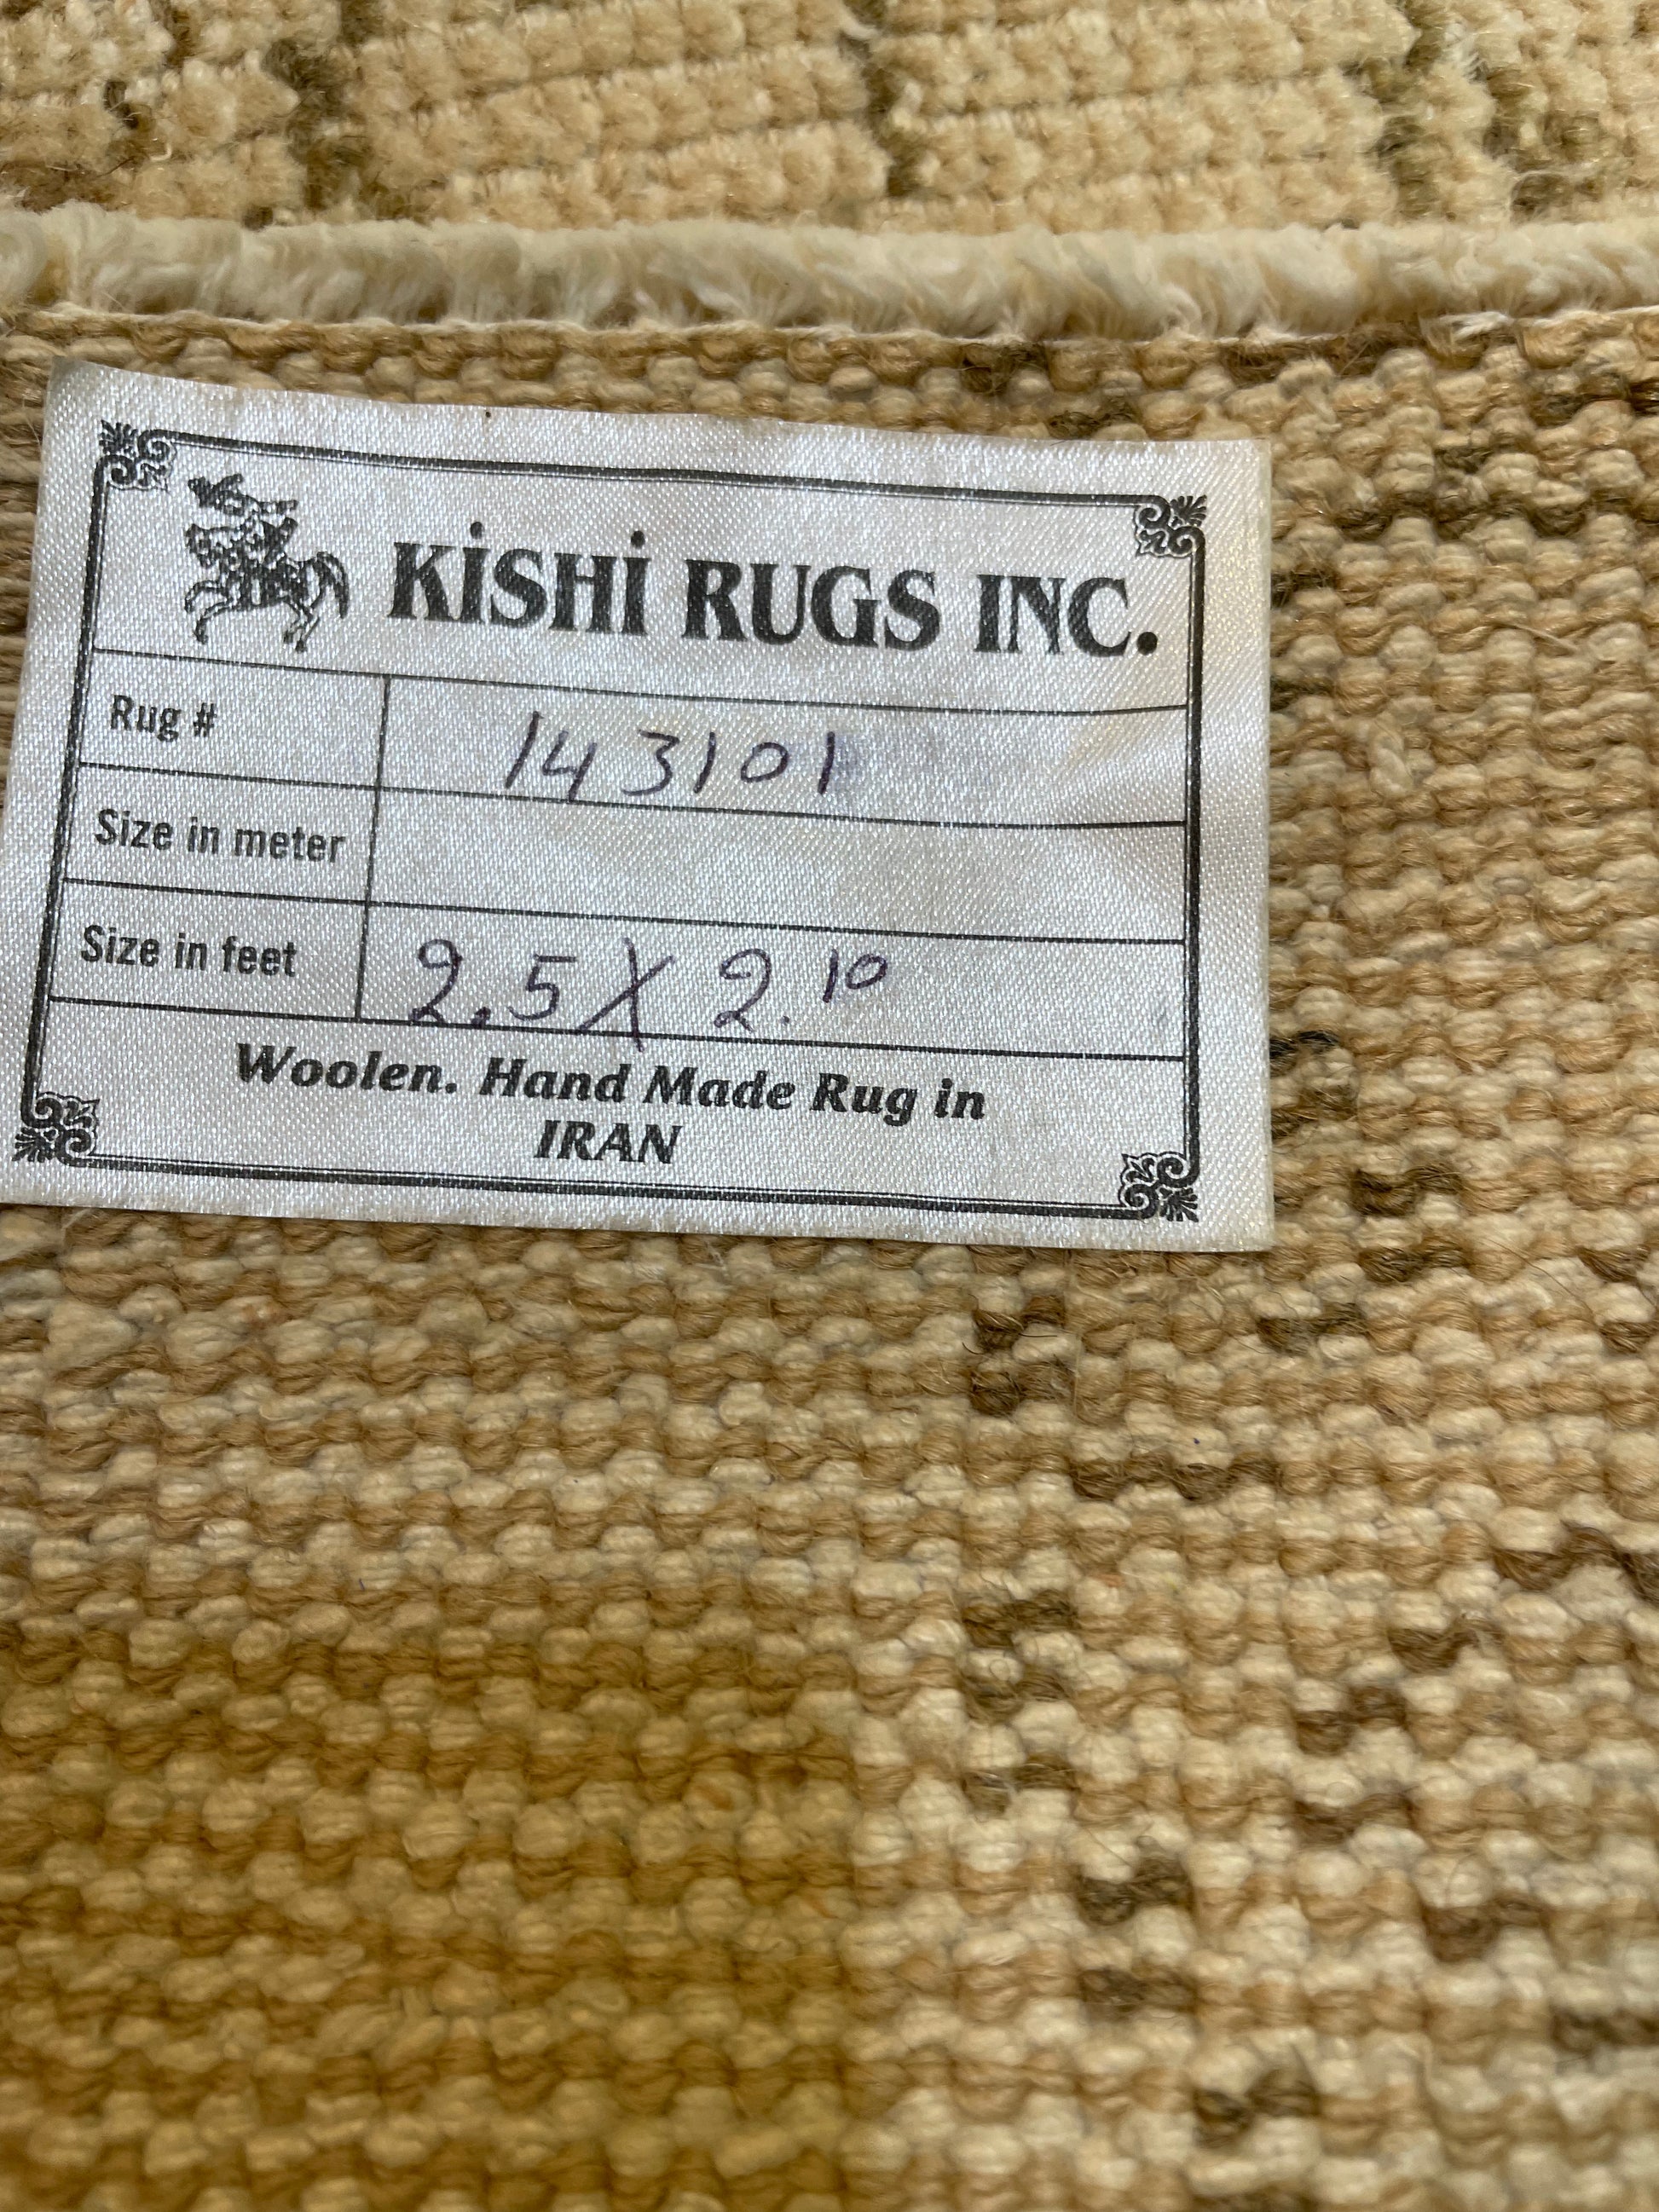 KiSHi RUGS INC.
Rug # 143101
Size in meter
Size in feet 2.5 X 2.10
Woolen. Hand Made Rug in
IRAN